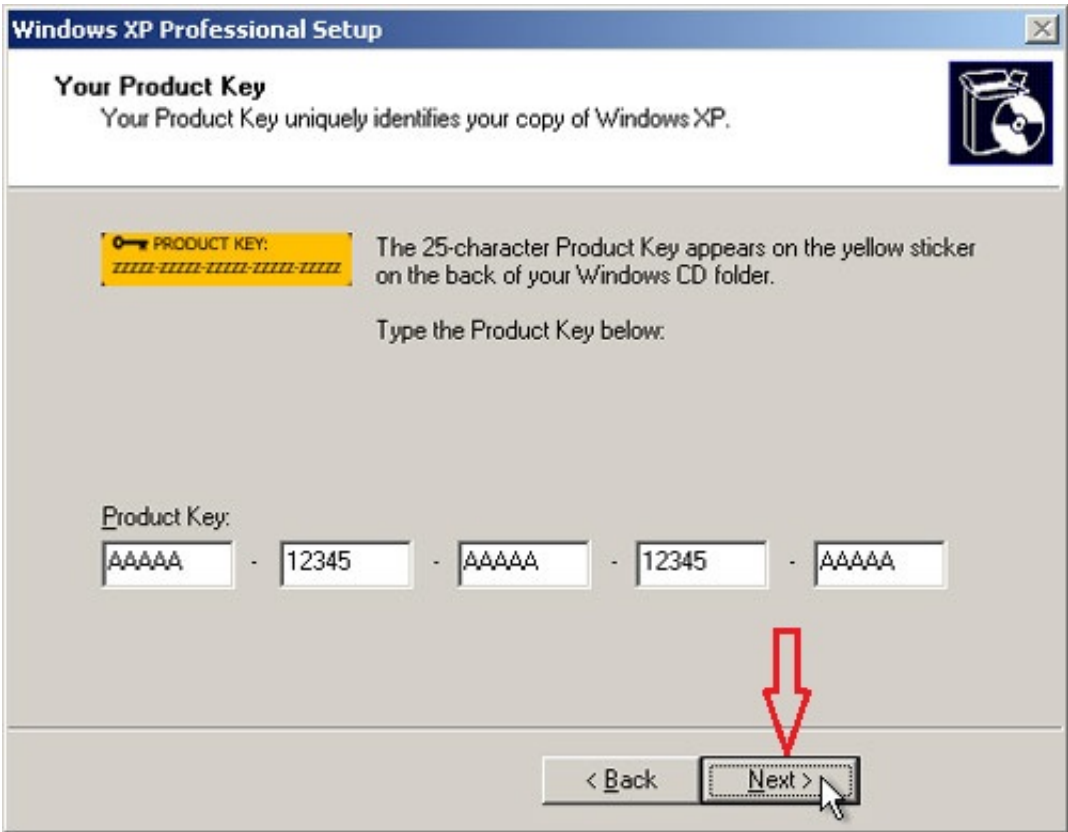 Windows XP Professional Setup
Your Product Key
Your Product Key uniquely identifies your copy of Windows XP.
PRODUCT KEY:
zzzzz-zzzzz-zzzzz-zzzzz-zzzzz
The 25-character Product Key appears on the yellow sticker
on the back of your Windows CD folder.
Type the Product Key below:
Product Key:
AAAAA - 12345 - AAAAA - 12345 - AAAAA
< Back Next >